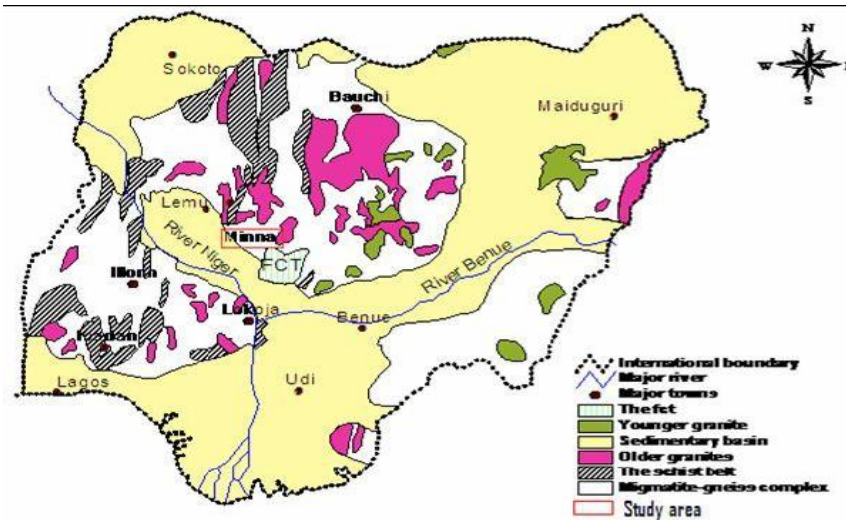 N
Sokoto
W
Bauchi
S
Maiduguri
Lemu
Minna
River Niger
FCT
River Benue
Lokoja
Benue
Ibadan
Lagos
Udi
International boundary
Major river
Major towns
The fct
Younger granite
Sedimentary basin
Older granites
The schist belt
Migmatite-gneiss complex
Study area